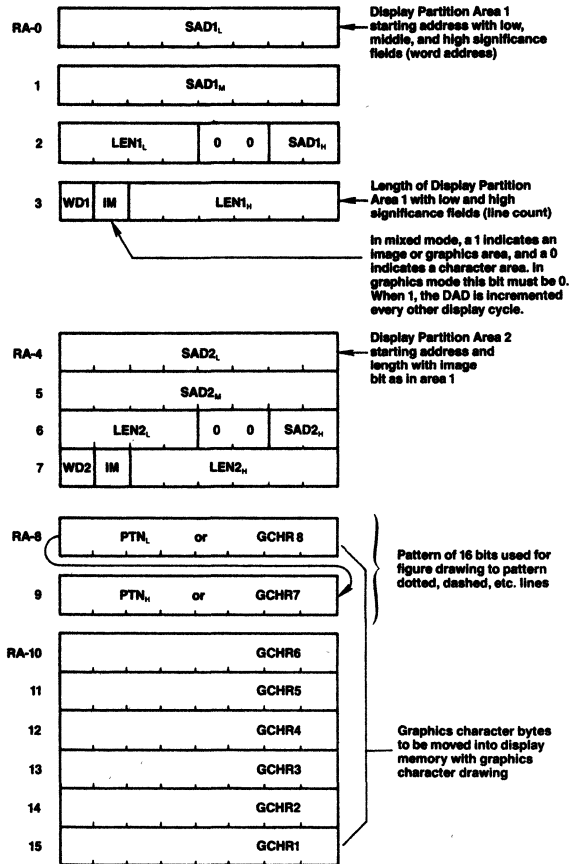 RA-0 SAD1L
Display Partition Area 1
starting address with low,
middle, and high significance
fields (word address)
1 SAD1M
2 LEN1L 0 0 SAD1H
3 WD1 IM LEN1H
Length of Display Partition
Area 1 with low and high
significance fields (line count)
In mixed mode, a 1 indicates an
image or graphics area, and a 0
indicates a character area. In
graphics mode this bit must be 0.
When 1, the DAD is incremented
every other display cycle.
RA-4 SAD2L
Display Partition Area 2
starting address and
length with image
bit as in area 1
5 SAD2M
6 LEN2L 0 0 SAD2H
7 WD2 IM LEN2H
RA-8 PTNL or GCHR8
9 PTNH or GCHR7
Pattern of 16 bits used for
figure drawing to pattern
dotted, dashed, etc. lines
RA-10 GCHR6
11 GCHR5
12 GCHR4
13 GCHR3
14 GCHR2
15 GCHR1
Graphics character bytes
to be moved into display
memory with graphics
character drawing